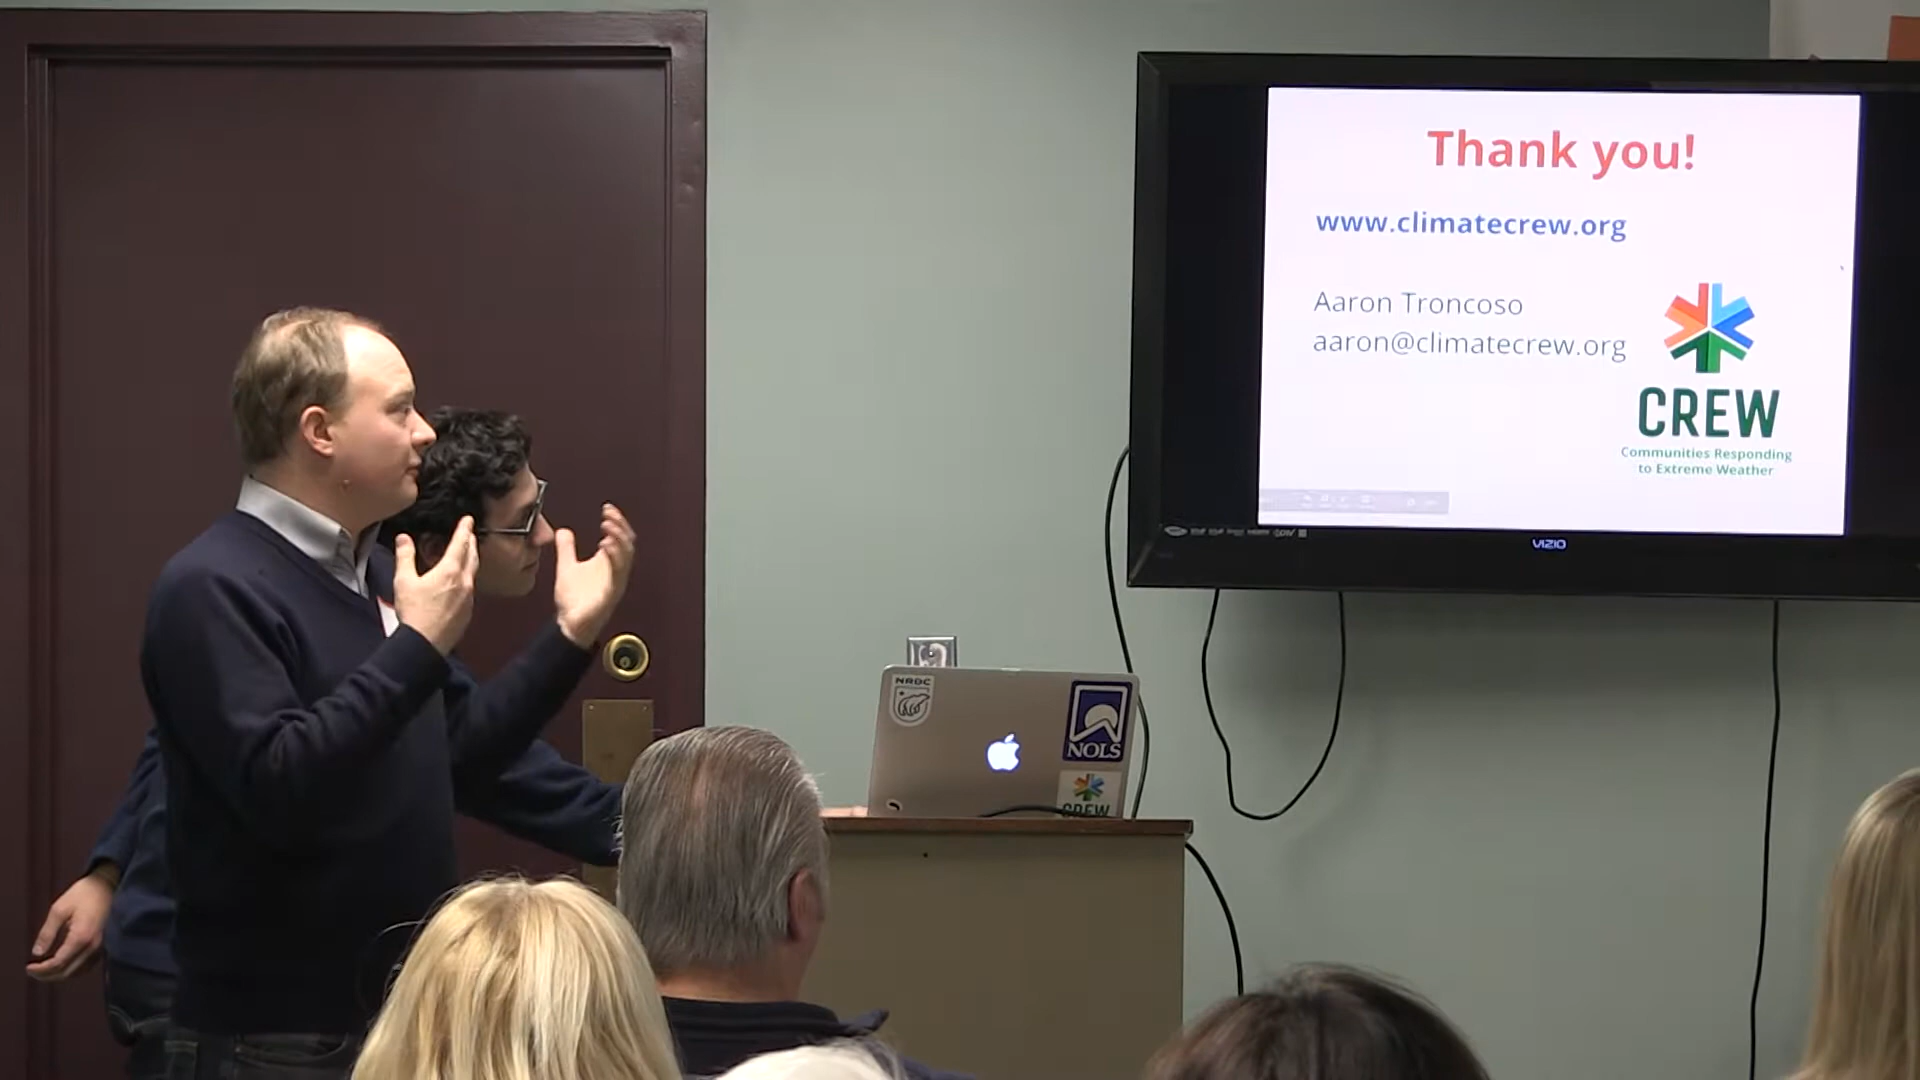 Thank you!
www.climatecrew.org
Aaron Troncoso
aaron@climatecrew.org
CREW
Communities Responding
to Extreme Weather
VIZIO
NRDC
NOLS
CREW